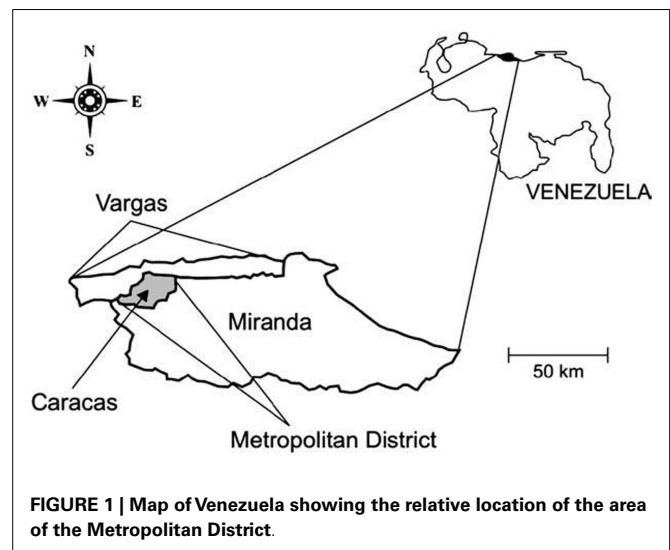 N
W E
S
VENEZUELA
Vargas
Miranda
50 km
Caracas
Metropolitan District
FIGURE 1 | Map of Venezuela showing the relative location of the area
of the Metropolitan District.